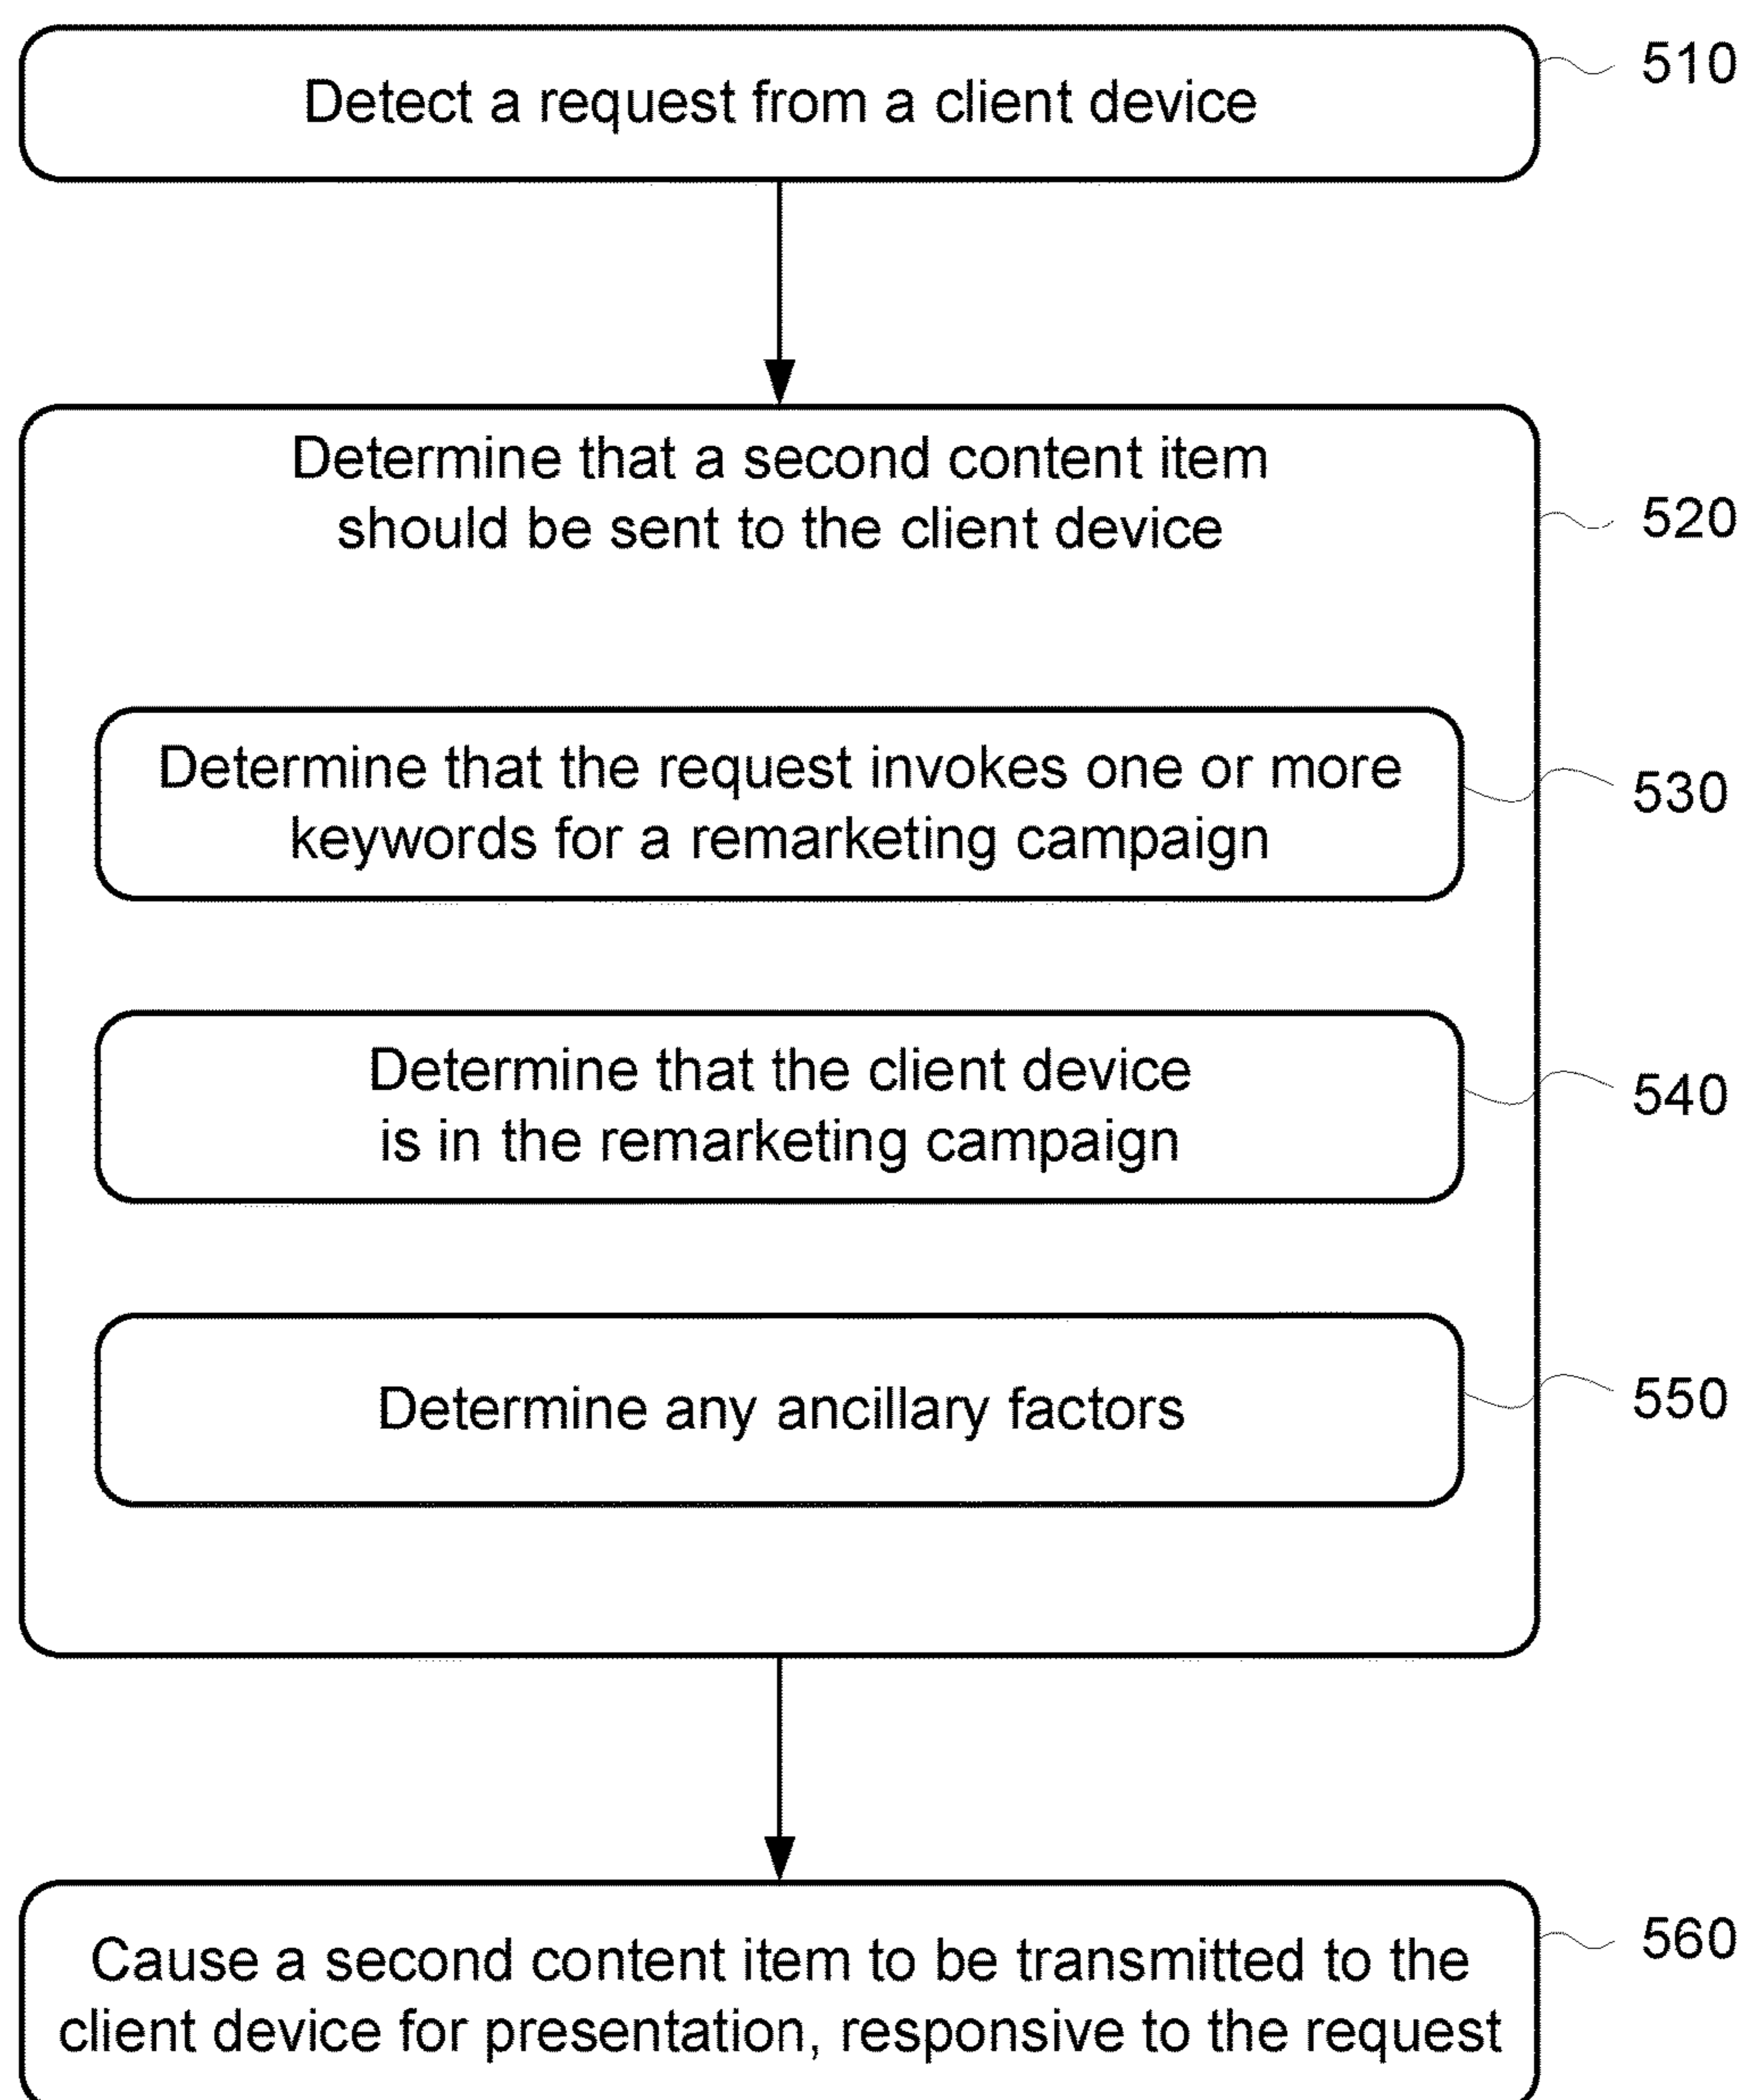 Detect a request from a client device
510
Determine that a second content item
should be sent to the client device
520
Determine that the request invokes one or more
keywords for a remarketing campaign
530
Determine that the client device
is in the remarketing campaign
540
Determine any ancillary factors
550
Cause a second content item to be transmitted to the
client device for presentation, responsive to the request
560